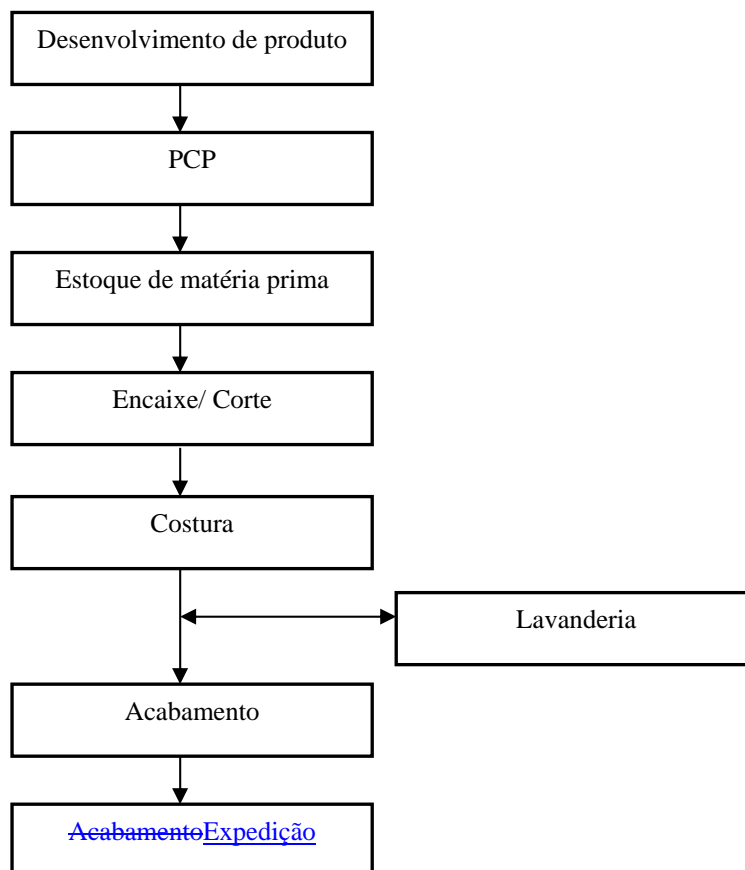 Desenvolvimento de produto
PCP
Estoque de matéria prima
Encaixe/ Corte
Costura
Lavanderia
Acabamento
AcabamentoExpedição